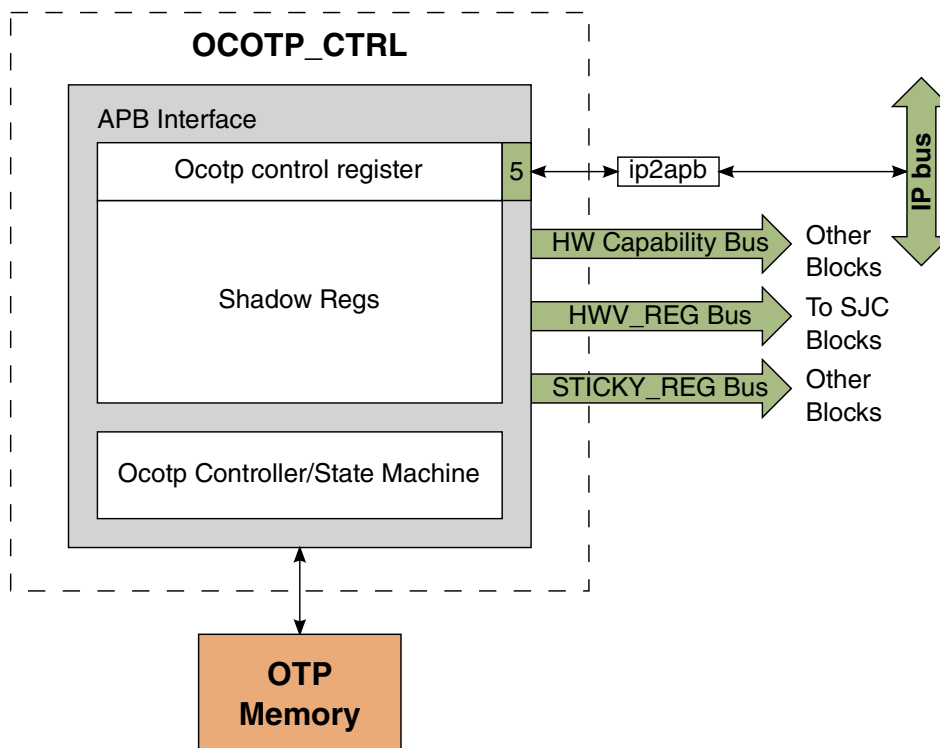 OCOTP_CTRL
APB Interface
Ocotp control register
5
ip2apb
IP bus
HW Capability Bus
Other
Blocks
Shadow Regs
HWV_REG Bus
To SJC
Blocks
STICKY_REG Bus
Other
Blocks
Ocotp Controller/State Machine
OTP
Memory